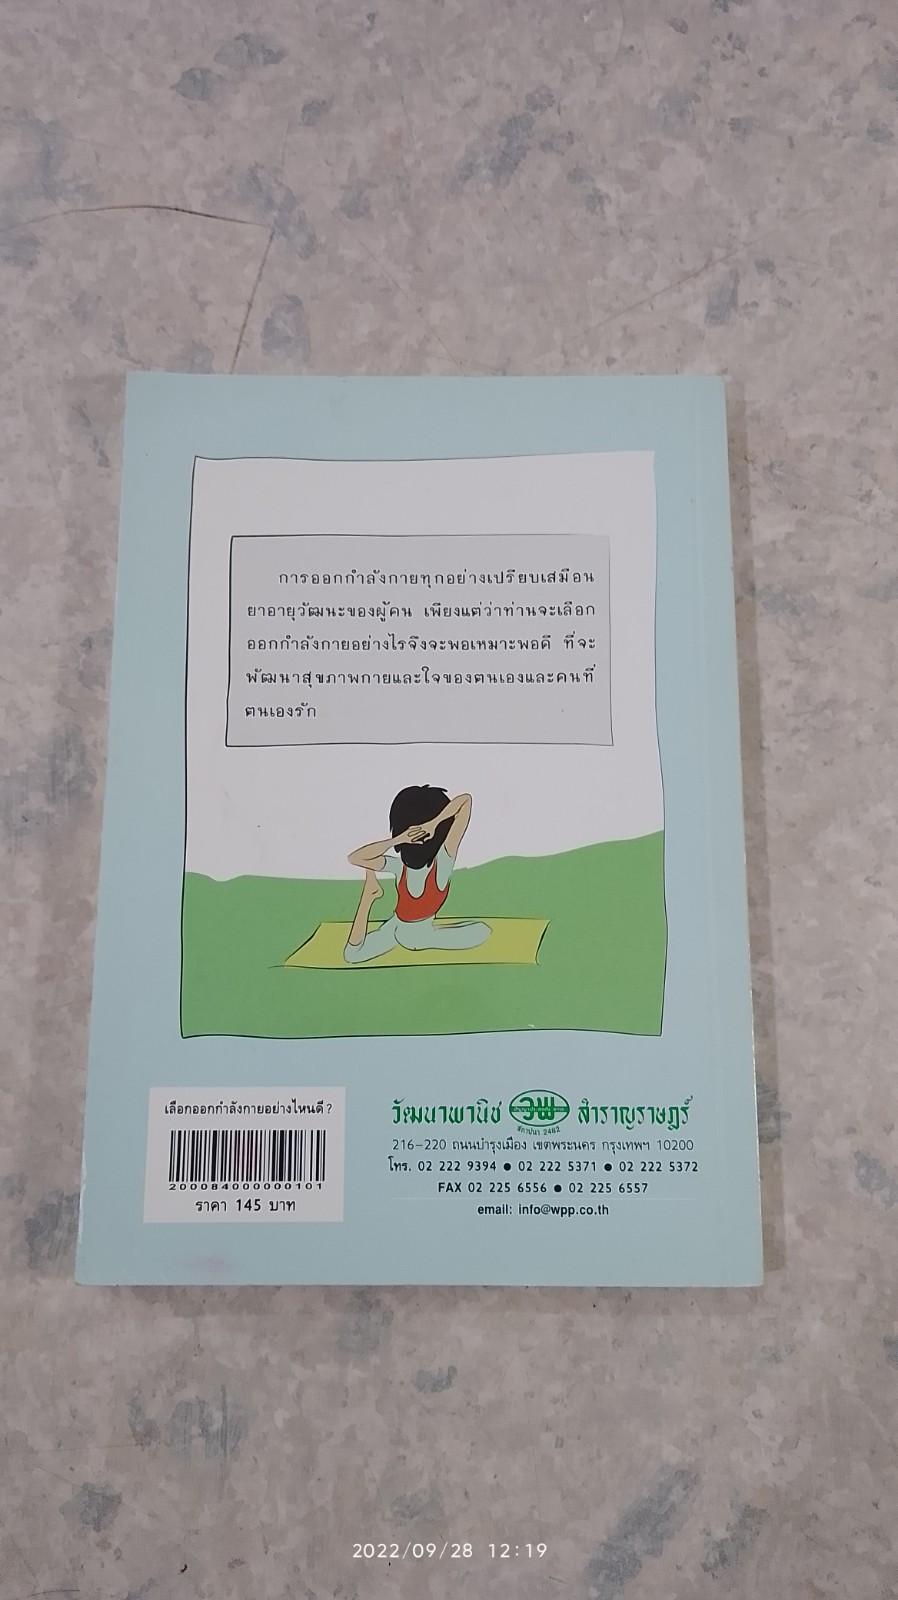 การออกกำลังกายทุกอย่างเปรียบเสมือน
ยาอายุวัฒนะของผู้คน เพียงแต่ว่าท่านจะเลือก
ออกกำลังกายอย่างไรจึงจะพอเหมาะพอดี ที่จะ
พัฒนาสุขภาพกายและใจของตนเองและคนที่
ตนเองรัก
เลือกออกกำลังกายอย่างไหนดี?
2000840000000101
ราคา 145 บาท
วัฒนาพานิช วพ สำราญราษฎร์
สถาปนา 2482
216-220 ถนนบำรุงเมือง เขตพระนคร กรุงเทพฯ 10200
โทร. 02 222 9394 ● 02 222 5371 ● 02 222 5372
FAX 02 225 6556 ● 02 225 6557
email: info@wpp.co.th
2022/09/28 12:19